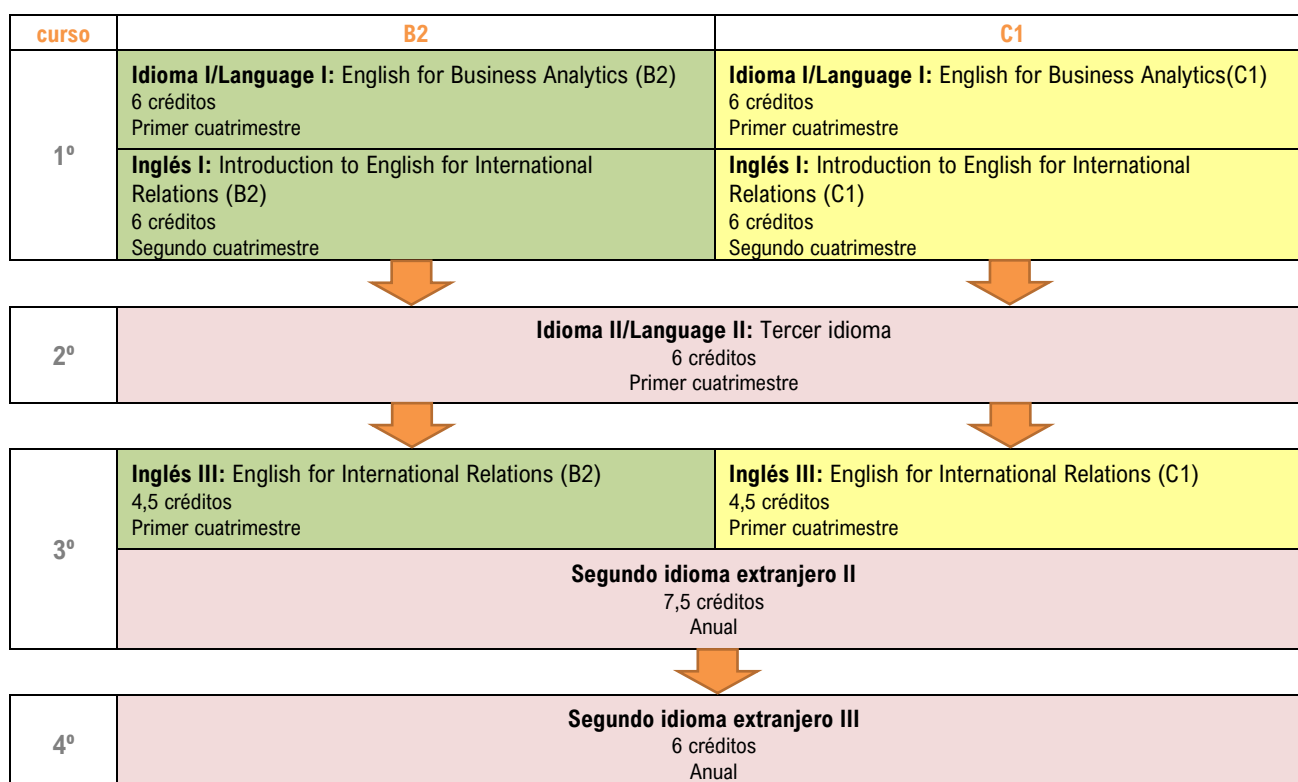 curso B2 C1
Idioma I/Language I: English for Business Analytics (B2)
6 créditos
Primer cuatrimestre
Idioma I/Language I: English for Business Analytics(C1)
6 créditos
Primer cuatrimestre
1º
Inglés I: Introduction to English for International
Relations (B2)
6 créditos
Segundo cuatrimestre
Inglés I: Introduction to English for International
Relations (C1)
6 créditos
Segundo cuatrimestre
2º
Idioma II/Language II: Tercer idioma
6 créditos
Primer cuatrimestre
3º
Inglés III: English for International Relations (B2)
4,5 créditos
Primer cuatrimestre
Inglés III: English for International Relations (C1)
4,5 créditos
Primer cuatrimestre
Segundo idioma extranjero II
7,5 créditos
Anual
4º
Segundo idioma extranjero III
6 créditos
Anual